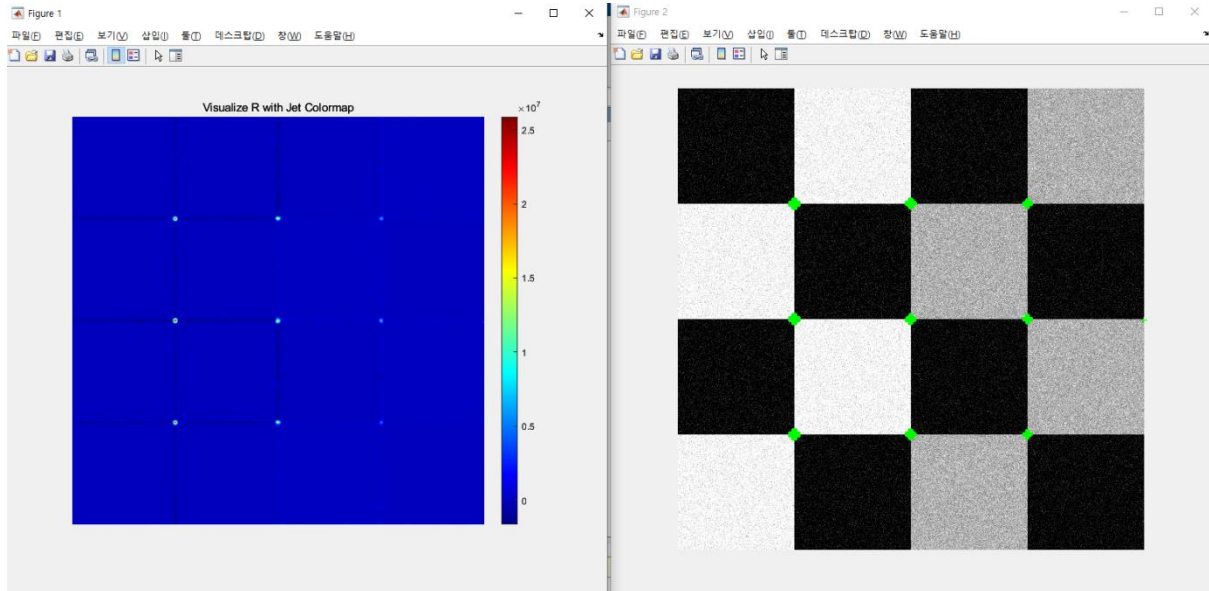 Figure 1
파일(F) 편집(E) 보기(V) 삽입(I) 툴(T) 데스크탑(D) 창(W) 도움말(H)
Visualize R with Jet Colormap
×10⁷
2.5
2
1.5
1
0.5
0
Figure 2
파일(F) 편집(E) 보기(V) 삽입(I) 툴(T) 데스크탑(D) 창(W) 도움말(H)